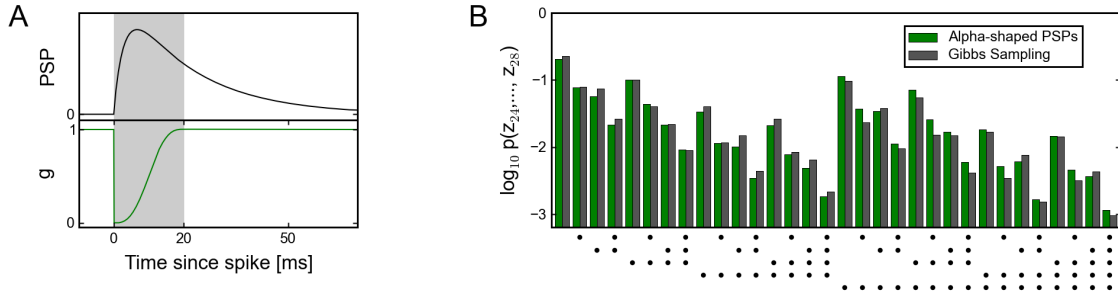 A
PSP
0
1
g
0
0
20
50
Time since spike [ms]
B
log₁₀ p(z₂₄,..., z₂₈)
0
−1
−2
−3
Alpha-shaped PSPs
Gibbs Sampling